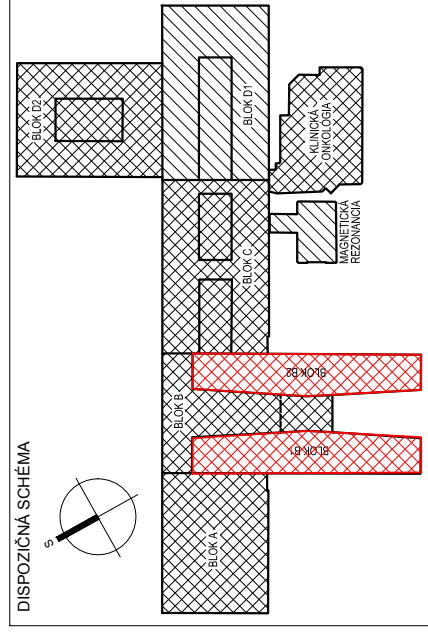 DISPOZIČNÁ SCHÉMA
S
BLOK A
BLOK B
BLOK B1
BLOK B2
BLOK C
BLOK D1
BLOK D2
MAGNETICKÁ
REZONANCIA
KLINICKÁ
ONKOLÓGIA